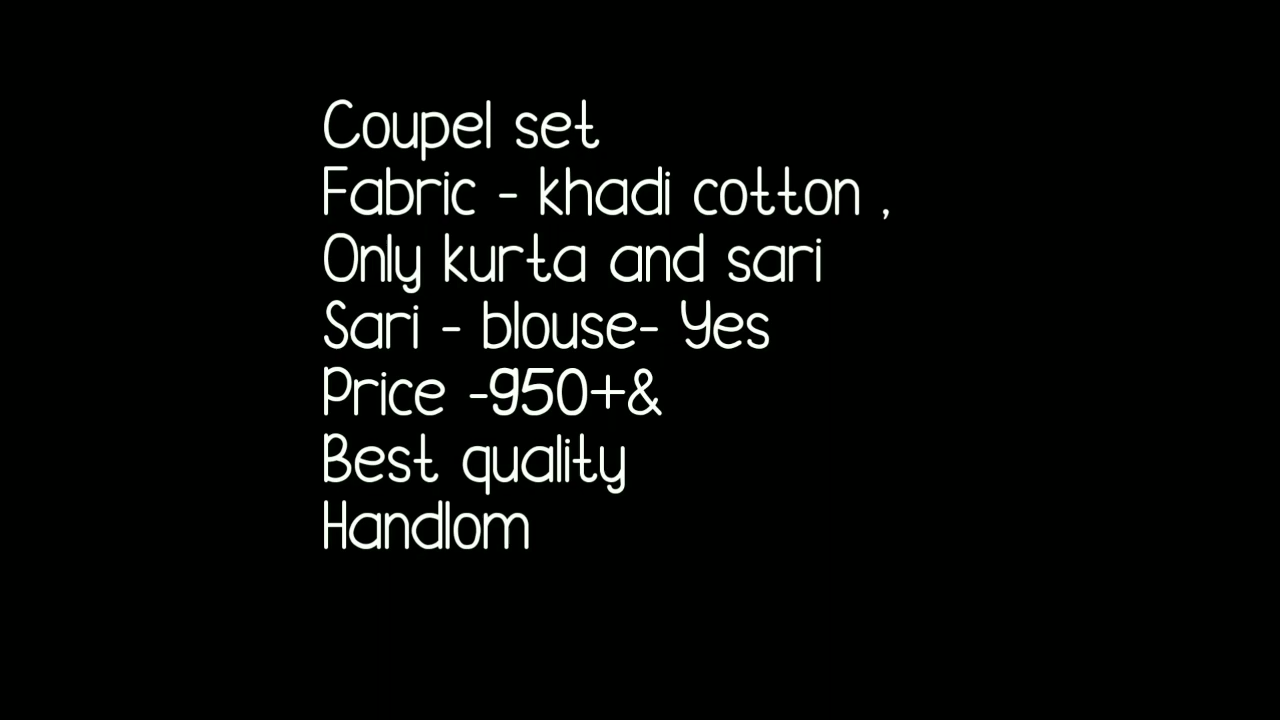 Coupel set
Fabric - khadi cotton ,
Only kurta and sari
Sari - blouse- Yes
Price -950+&
Best quality
Handlom